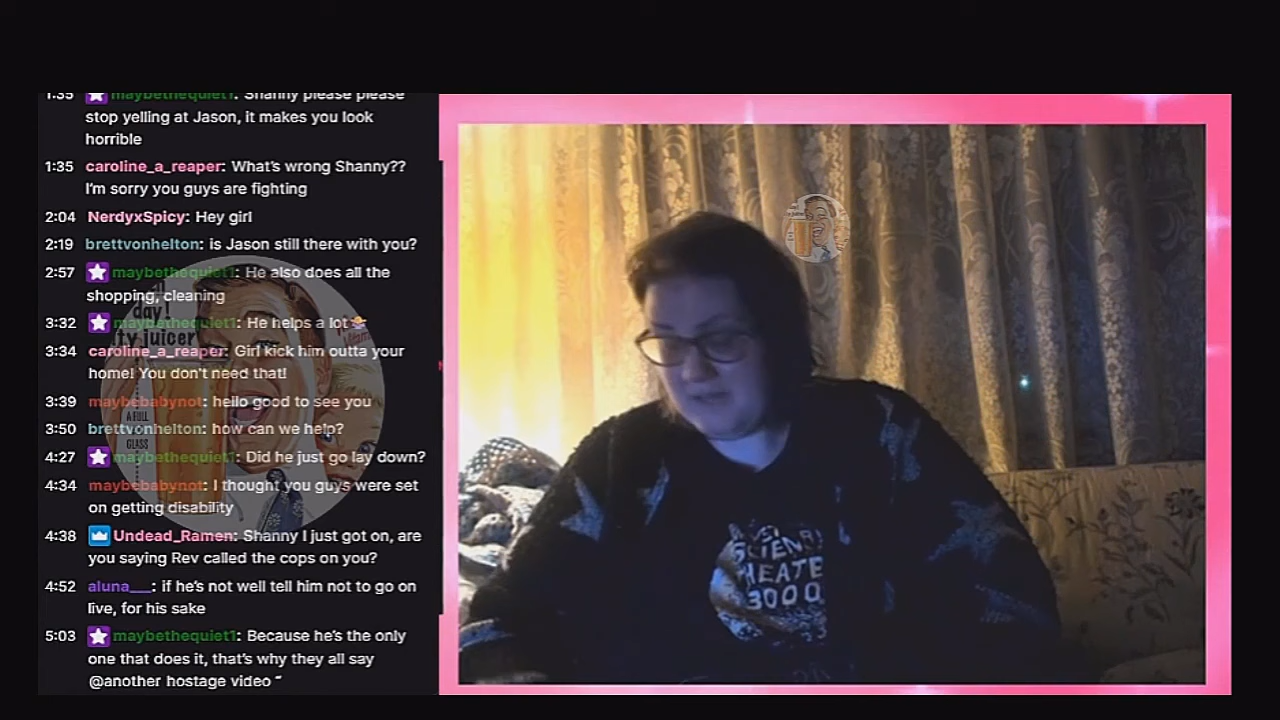 1:35 maybethequiet1: Shanny please please
stop yelling at Jason, it makes you look
horrible
1:35 caroline_a_reaper: What's wrong Shanny??
I'm sorry you guys are fighting
2:04 NerdyxSpicy: Hey girl
2:19 brettvonhelton: is Jason still there with you?
2:57 maybethequiet1: He also does all the
shopping, cleaning
3:32 maybethequiet1: He helps a lot
3:34 caroline_a_reaper: Girl kick him outta your
home! You don't need that!
3:39 maybebabynot: hello good to see you
3:50 brettvonhelton: how can we help?
4:27 maybethequiet1: Did he just go lay down?
4:34 maybebabynot: I thought you guys were set
on getting disability
4:38 Undead_Ramen: Shanny I just got on, are
you saying Rev called the cops on you?
4:52 aluna___: if he's not well tell him not to go on
live, for his sake
5:03 maybethequiet1: Because he's the only
one that does it, that's why they all say
@another hostage video ~
day!
Juicer
A FULL
GLASS
SCIENCE
THEATER
3000